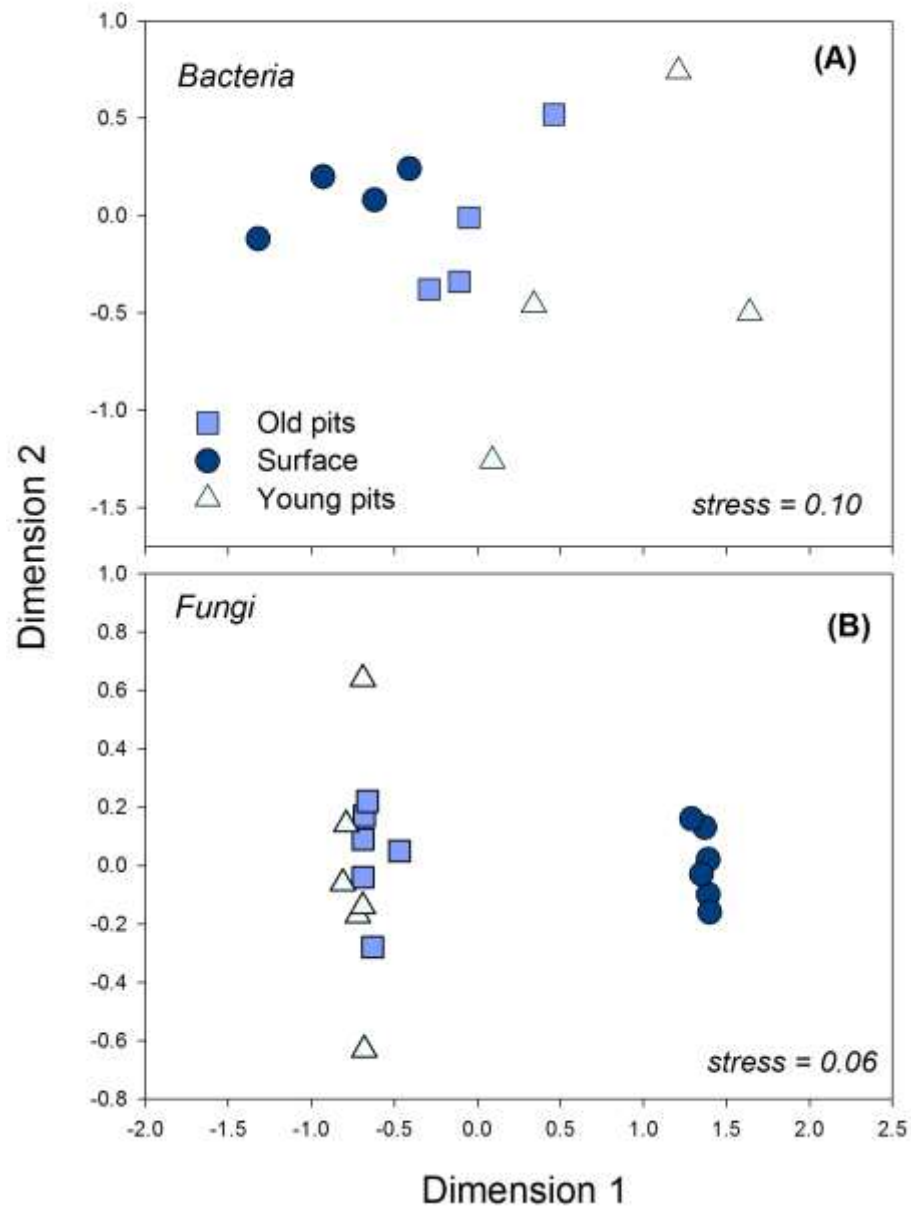 1.0
(A)
Bacteria
0.5
0.0
-0.5
-1.0
Old pits
Surface
Young pits
-1.5
stress = 0.10
Dimension 2
1.0
Fungi
(B)
0.8
0.6
0.4
0.2
0.0
-0.2
-0.4
-0.6
stress = 0.06
-0.8
-2.0 -1.5 -1.0 -0.5 0.0 0.5 1.0 1.5 2.0 2.5
Dimension 1